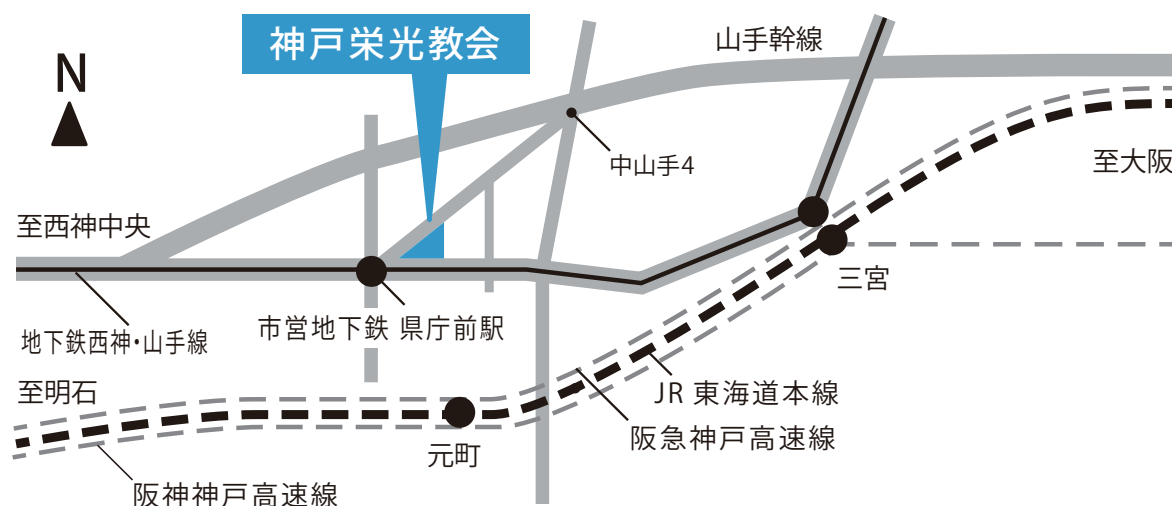 神戸栄光教会
山手幹線
N
中山手4
至大阪
至西神中央
三宮
市営地下鉄 県庁前駅
地下鉄西神・山手線
至明石
JR 東海道本線
阪急神戸高速線
元町
阪神神戸高速線